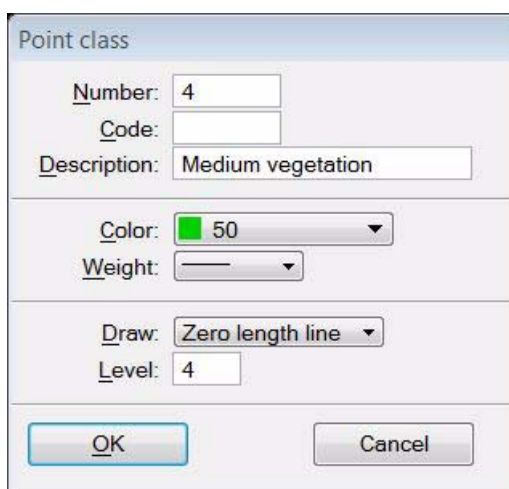 Point class
Number: 4
Code:
Description: Medium vegetation
Color: 50
Weight:
Draw: Zero length line
Level: 4
OK Cancel